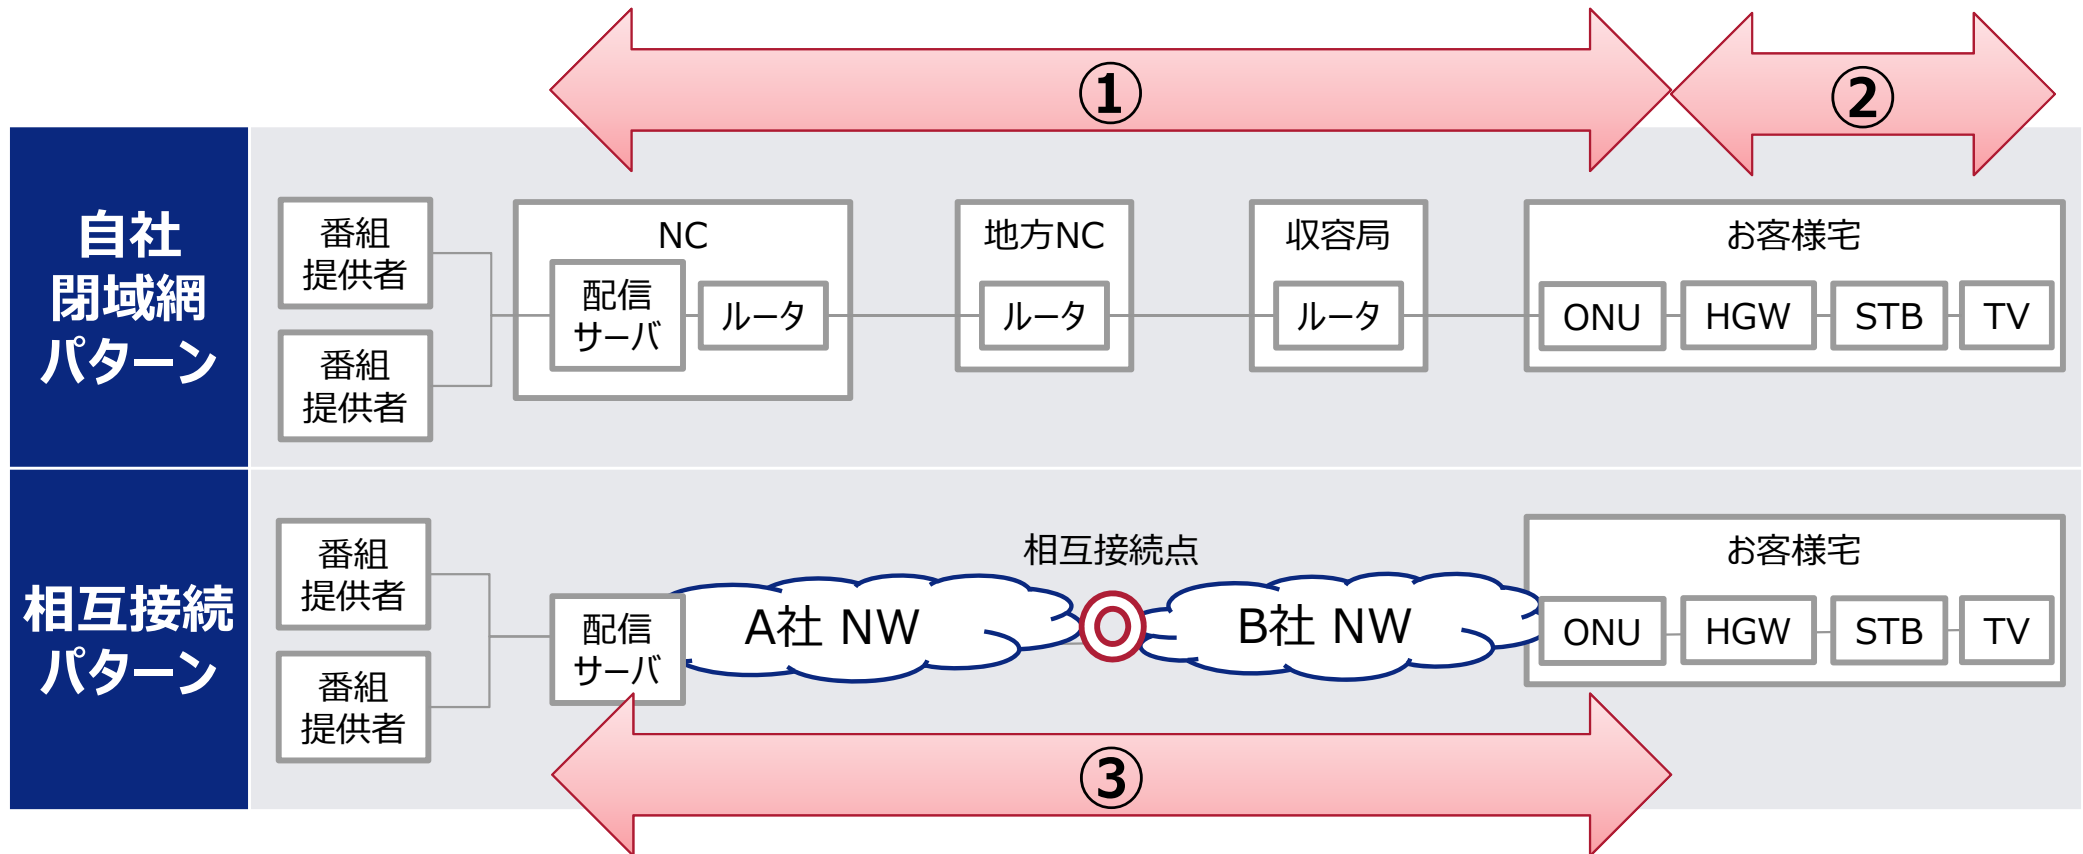 ①
②
自社
閉域網
パターン
番組
提供者
番組
提供者
NC
配信
サーバ
ルータ
地方NC
ルータ
収容局
ルータ
お客様宅
ONU
HGW
STB
TV
相互接続
パターン
番組
提供者
番組
提供者
配信
サーバ
A社 NW
相互接続点
B社 NW
お客様宅
ONU
HGW
STB
TV
③